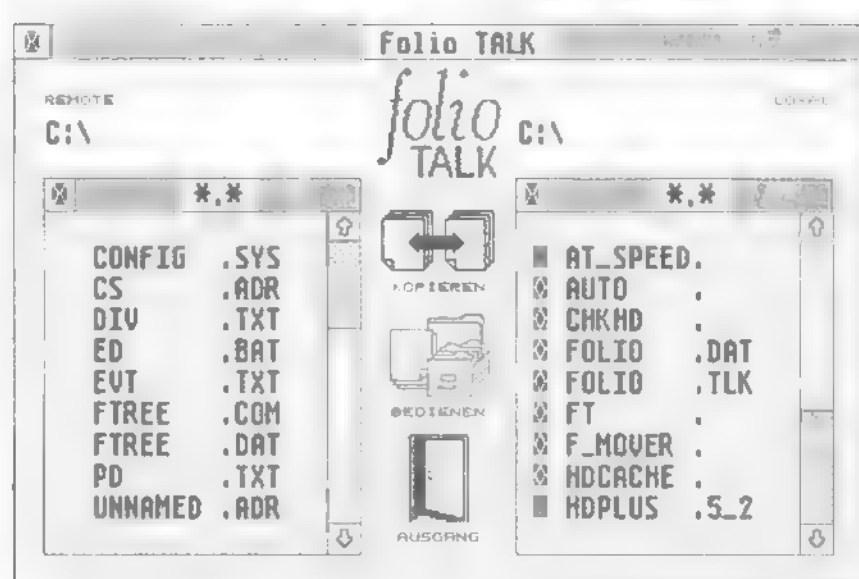 Folio TALK
REMOTE
C:\
folio
TALK
LOKAL
C:\
*.*
CONFIG .SYS
CS .ADR
DIV .TXT
ED .BAT
EVT .TXT
FTREE .COM
FTREE .DAT
PD .TXT
UNNAMED .ADR
KOPIEREN
BEDIENEN
AUSGANG
*.*
AT_SPEED.
AUTO .
CHKHD .
FOLIO .DAT
FOLIO .TLK
FT .
F_MOVER .
HDCACHE .
HDPLUS .5_2